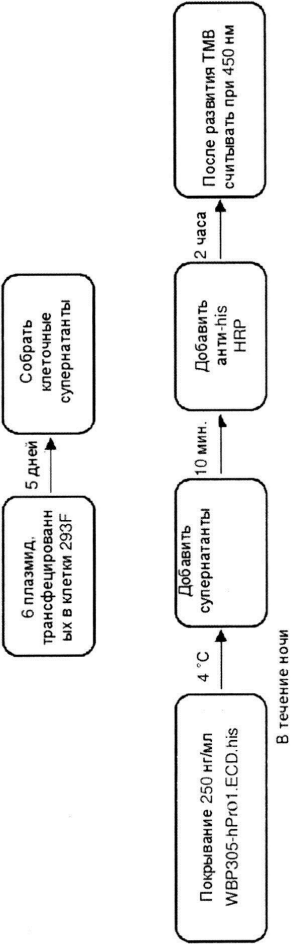 6 плазмид,
трансфецированн
ых в клетки 293F
5 дней
Собрать
клеточные
супернатанты
Покрывание 250 нг/мл
WBP305-hPro1.ECD.his
4 °C
В течение ночи
Добавить
супернатанты
10 мин.
Добавить
анти-his
HRP
2 часа
После развития TMB
считывать при 450 нм